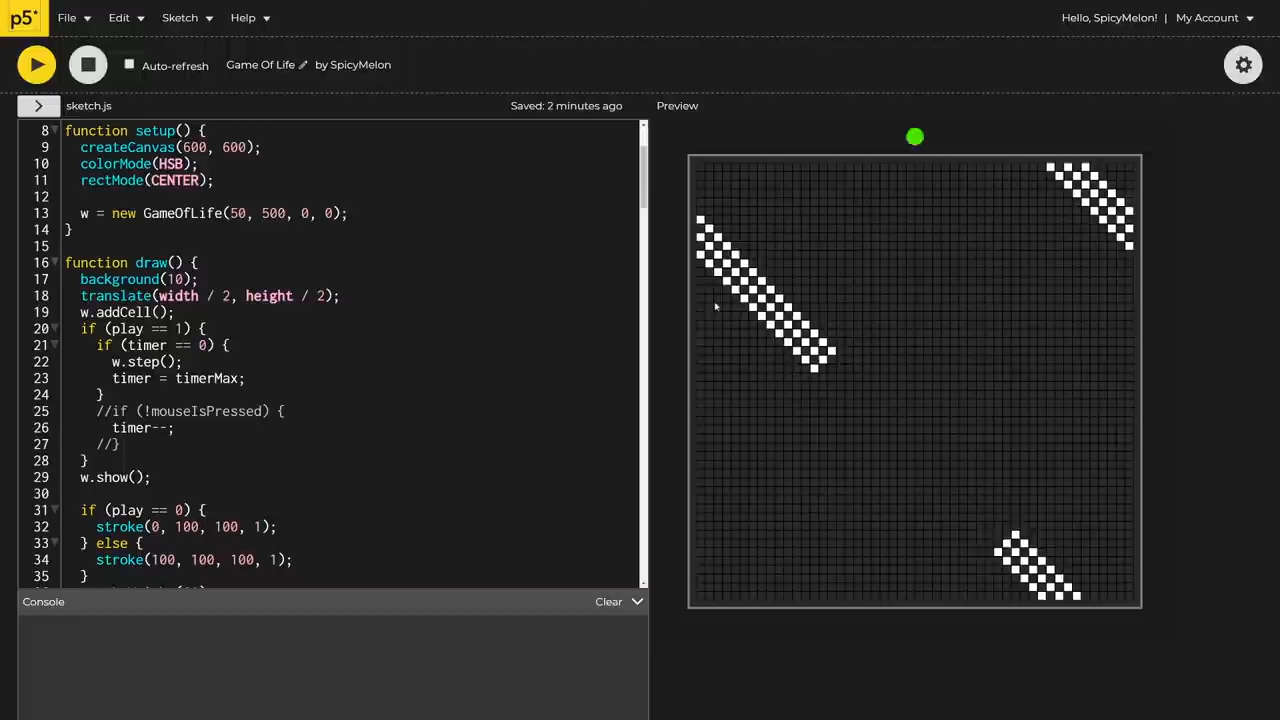 p5* File Edit Sketch Help Hello, SpicyMelon! | My Account
Auto-refresh Game Of Life by SpicyMelon
> sketch.js Saved: 2 minutes ago Preview
8 function setup() {
9 createCanvas(600, 600);
10 colorMode(HSB);
11 rectMode(CENTER);
12
13 w = new GameOfLife(50, 500, 0, 0);
14 }
15
16 function draw() {
17 background(10);
18 translate(width / 2, height / 2);
19 w.addCell();
20 if (play == 1) {
21 if (timer == 0) {
22 w.step();
23 timer = timerMax;
24 }
25 //if (!mouseIsPressed) {
26 timer--;
27 //}
28 }
29 w.show();
30
31 if (play == 0) {
32 stroke(0, 100, 100, 1);
33 } else {
34 stroke(100, 100, 100, 1);
35 }
Console Clear